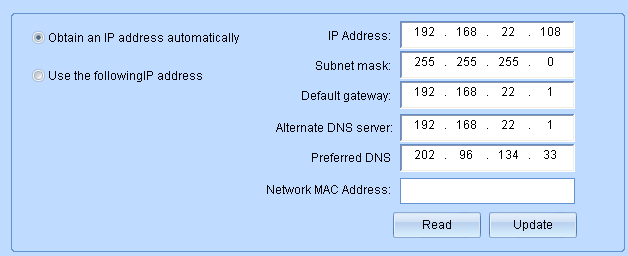 Obtain an IP address automatically
Use the followingIP address
IP Address: 192 . 168 . 22 . 108
Subnet mask: 255 . 255 . 255 . 0
Default gateway: 192 . 168 . 22 . 1
Alternate DNS server: 192 . 168 . 22 . 1
Preferred DNS 202 . 96 . 134 . 33
Network MAC Address:
Read Update